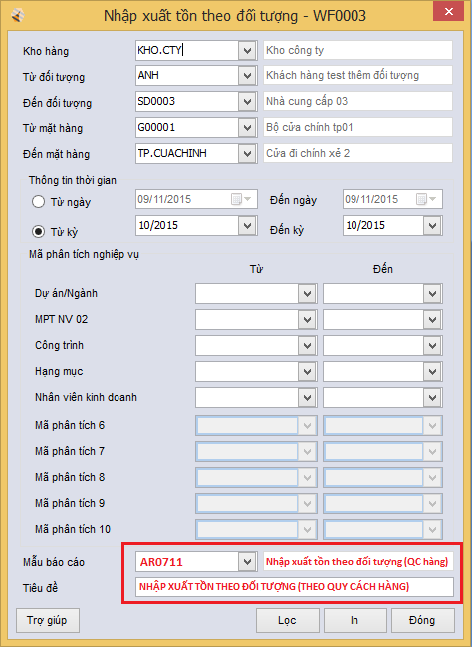 Nhập xuất tồn theo đối tượng - WF0003
Kho hàng KHO.CTY Kho công ty
Từ đối tượng ANH Khách hàng test thêm đối tượng
Đến đối tượng SD0003 Nhà cung cấp 03
Từ mặt hàng G00001 Bộ cửa chính tp01
Đến mặt hàng TP.CUACHINH Cửa đi chính xẻ 2
Thông tin thời gian
Từ ngày 09/11/2015 Đến ngày 09/11/2015
Từ kỳ 10/2015 Đến kỳ 10/2015
Mã phân tích nghiệp vụ
Từ Đến
Dự án/Ngành
MPT NV 02
Công trình
Hạng mục
Nhân viên kinh doanh
Mã phân tích 6
Mã phân tích 7
Mã phân tích 8
Mã phân tích 9
Mã phân tích 10
Mẫu báo cáo AR0711 Nhập xuất tồn theo đối tượng (QC hàng)
Tiêu đề NHẬP XUẤT TỒN THEO ĐỐI TƯỢNG (THEO QUY CÁCH HÀNG)
Trợ giúp Lọc In Đóng